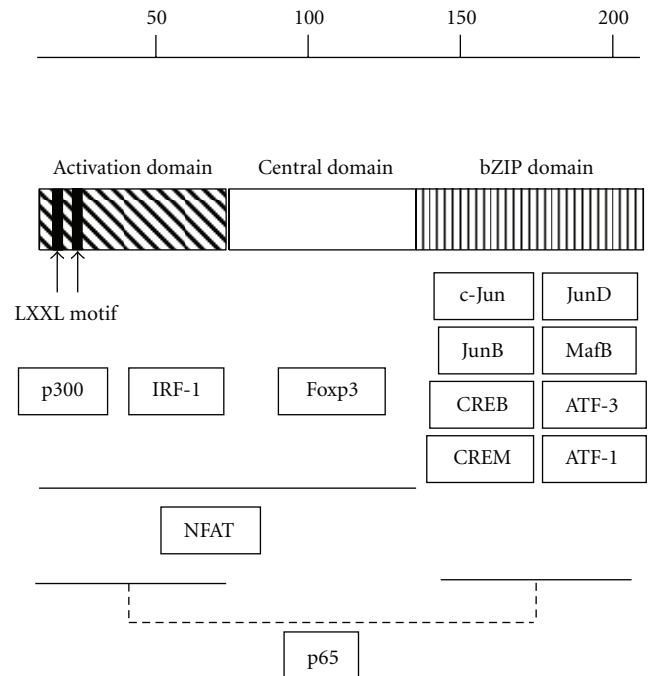 50 100 150 200
Activation domain Central domain bZIP domain
LXXL motif
c-Jun JunD
JunB MafB
p300 IRF-1 Foxp3
CREB ATF-3
CREM ATF-1
NFAT
p65